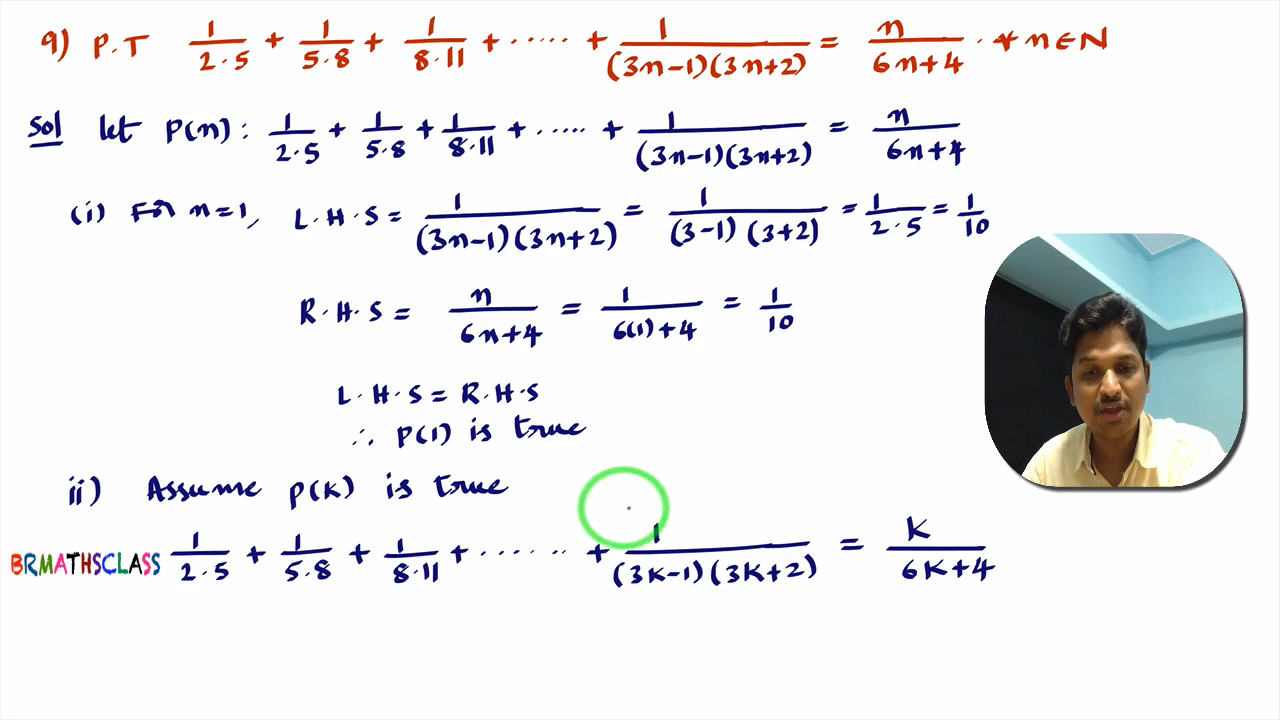 9) P.T 1/2·5 + 1/5·8 + 1/8·11 + ..... + 1/(3n-1)(3n+2) = n/6n+4 . ∀ n∈N
Sol let P(n): 1/2·5 + 1/5·8 + 1/8·11 + ..... + 1/(3n-1)(3n+2) = n/6n+4
(i) For n=1, L.H.S = 1/(3n-1)(3n+2) = 1/(3-1)(3+2) = 1/2·5 = 1/10
R.H.S = n/6n+4 = 1/6(1)+4 = 1/10
L.H.S = R.H.S
∴ P(1) is true
ii) Assume p(k) is true
BRMATHSCLASS 1/2·5 + 1/5·8 + 1/8·11 + ...... + 1/(3k-1)(3k+2) = k/6k+4